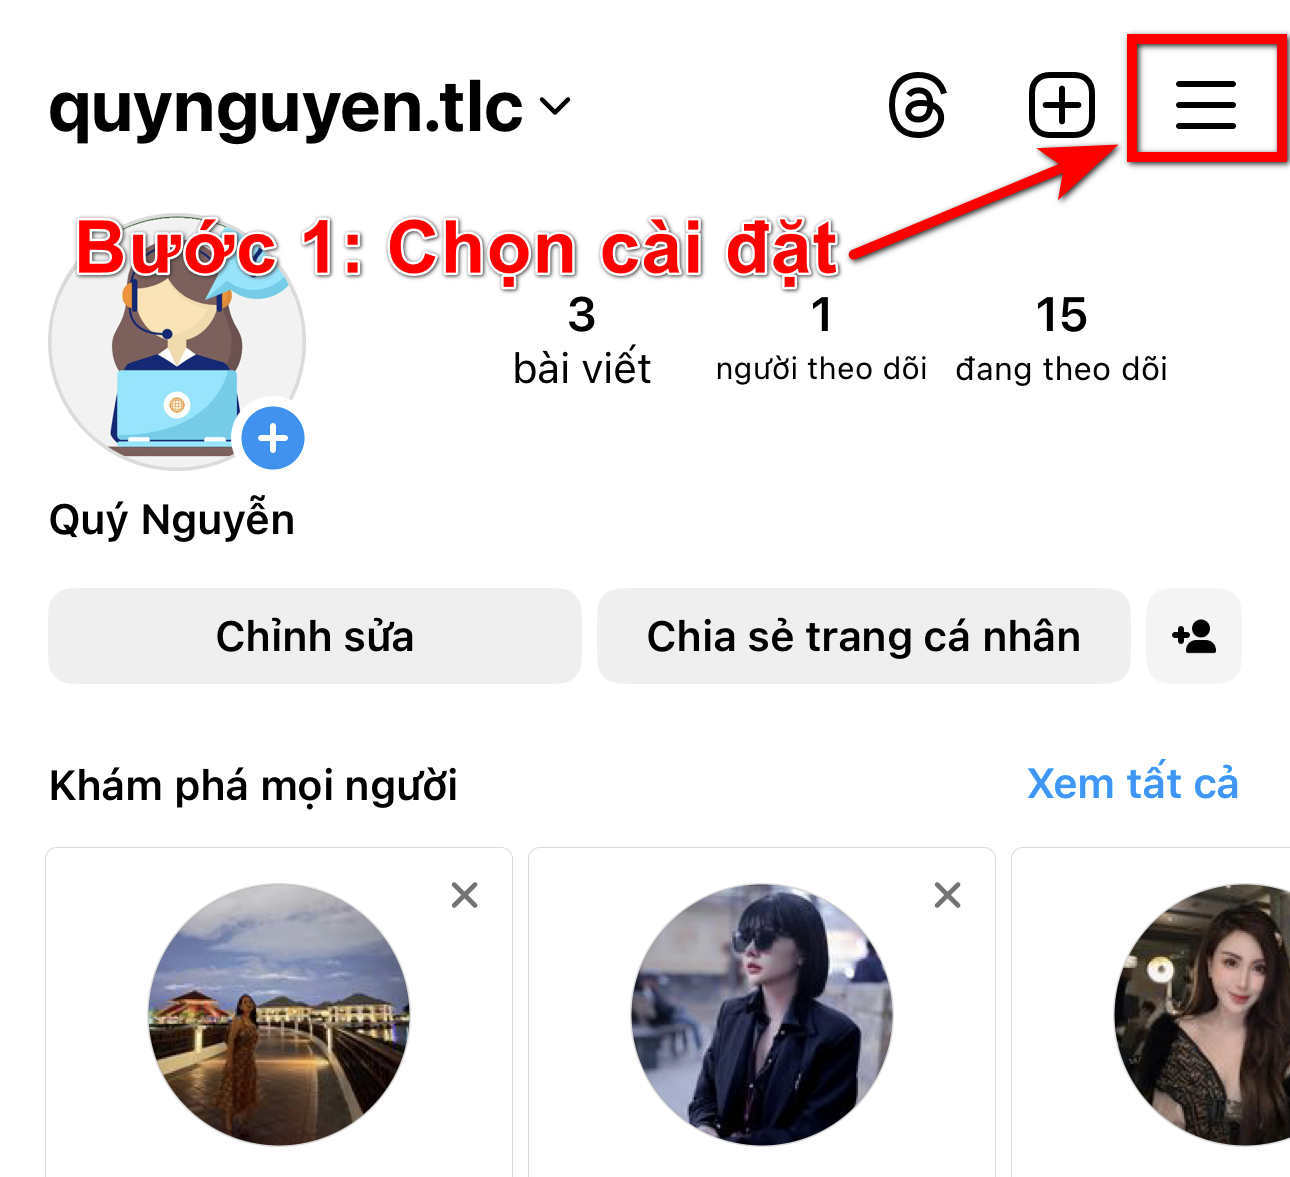 quynguyen.tlc
Bước 1: Chọn cài đặt
3 1 15
bài viết người theo dõi đang theo dõi
Quý Nguyễn
Chỉnh sửa Chia sẻ trang cá nhân
Khám phá mọi người Xem tất cả